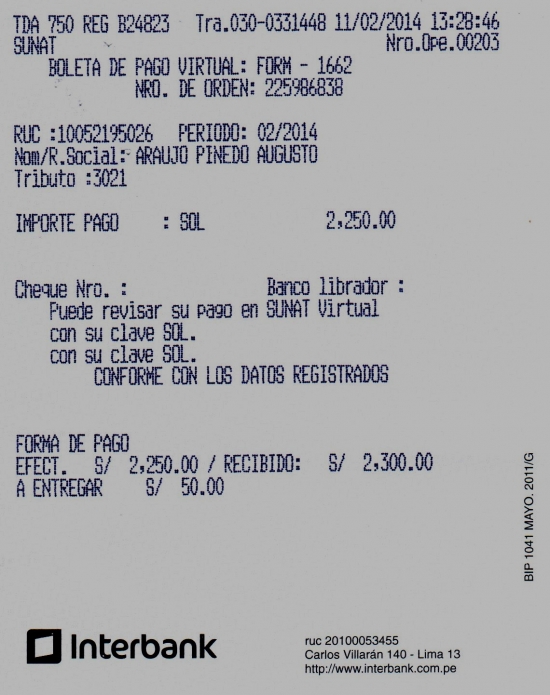 TDA 750 REG B24823 Tra.030-0331448 11/02/2014 13:28:46
SUNAT Nro.Ope.00203
BOLETA DE PAGO VIRTUAL: FORM - 1662
NRO. DE ORDEN: 225986838
RUC :10052195026 PERIODO: 02/2014
Nom/R.Social: ARAUJO PINEDO AUGUSTO
Tributo :3021
IMPORTE PAGO : SOL 2,250.00
Cheque Nro. : Banco librador :
Puede revisar su pago en SUNAT Virtual
con su clave SOL.
con su clave SOL.
CONFORME CON LOS DATOS REGISTRADOS
FORMA DE PAGO
EFECT. S/ 2,250.00 / RECIBIDO: S/ 2,300.00
A ENTREGAR S/ 50.00
BIP 1041 MAYO. 2011/G
Interbank
ruc 20100053455
Carlos Villarán 140 - Lima 13
http://www.interbank.com.pe